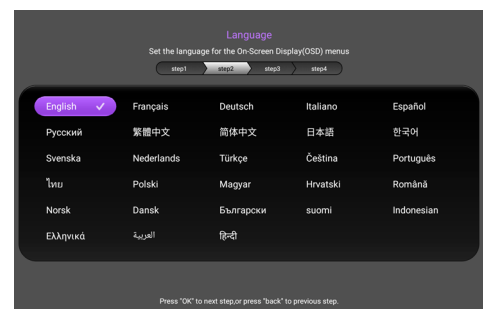 Language
Set the language for the On-Screen Display(OSD) menus
step1 step2 step3 step4
English Français Deutsch Italiano Español
Русский 繁體中文 简体中文 日本語 한국어
Svenska Nederlands Türkçe Čeština Português
ไทย Polski Magyar Hrvatski Română
Norsk Dansk Български suomi Indonesian
Ελληνικά العربية हिन्दी
Press "OK" to next step,or press "back" to previous step.